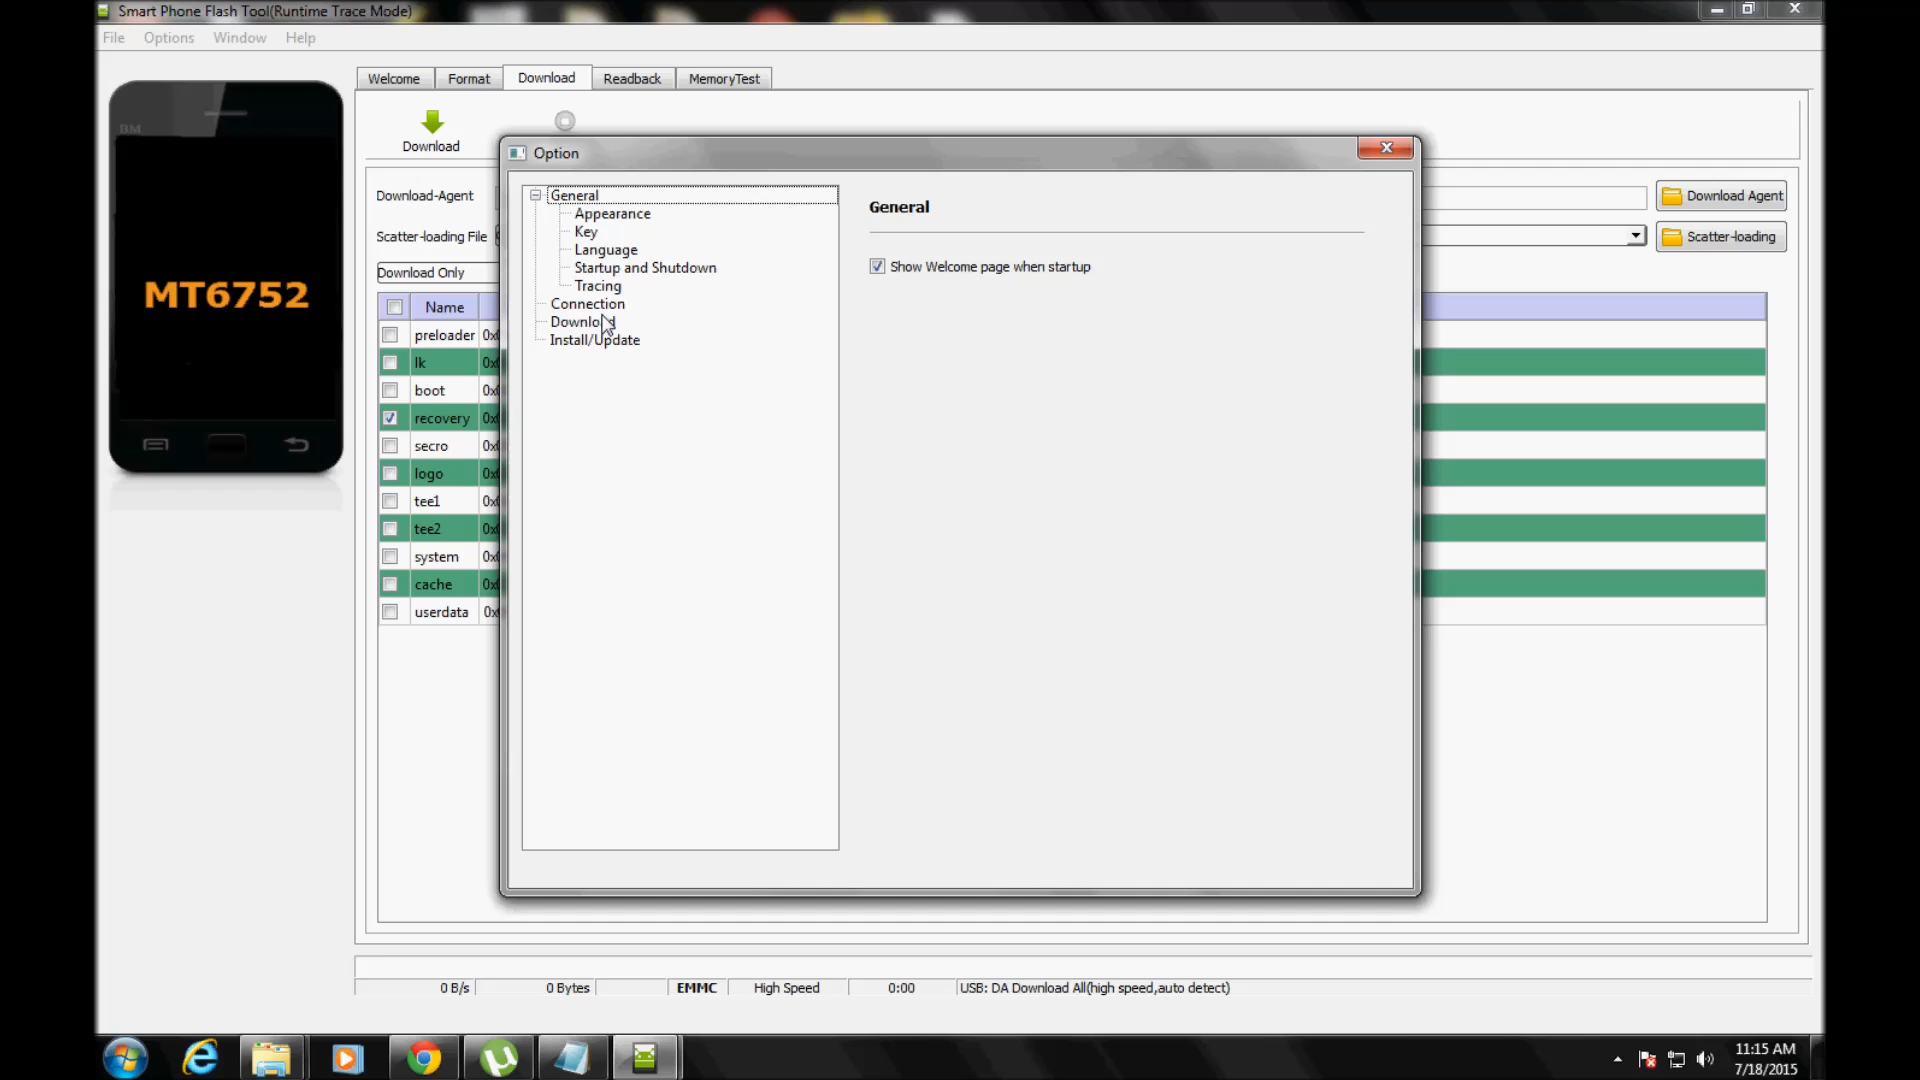 Smart Phone Flash Tool(Runtime Trace Mode)
File Options Window Help
Welcome Format Download Readback MemoryTest
Download
BM
MT6752
Download-Agent
Download Agent
Scatter-loading File
Scatter-loading
Download Only
Name
preloader
lk
boot
recovery
secro
logo
tee1
tee2
system
cache
userdata
Option
General
Appearance
Key
Language
Startup and Shutdown
Tracing
Connection
Download
Install/Update
General
Show Welcome page when startup
0 B/s 0 Bytes EMMC High Speed 0:00 USB: DA Download All(high speed,auto detect)
11:15 AM
7/18/2015